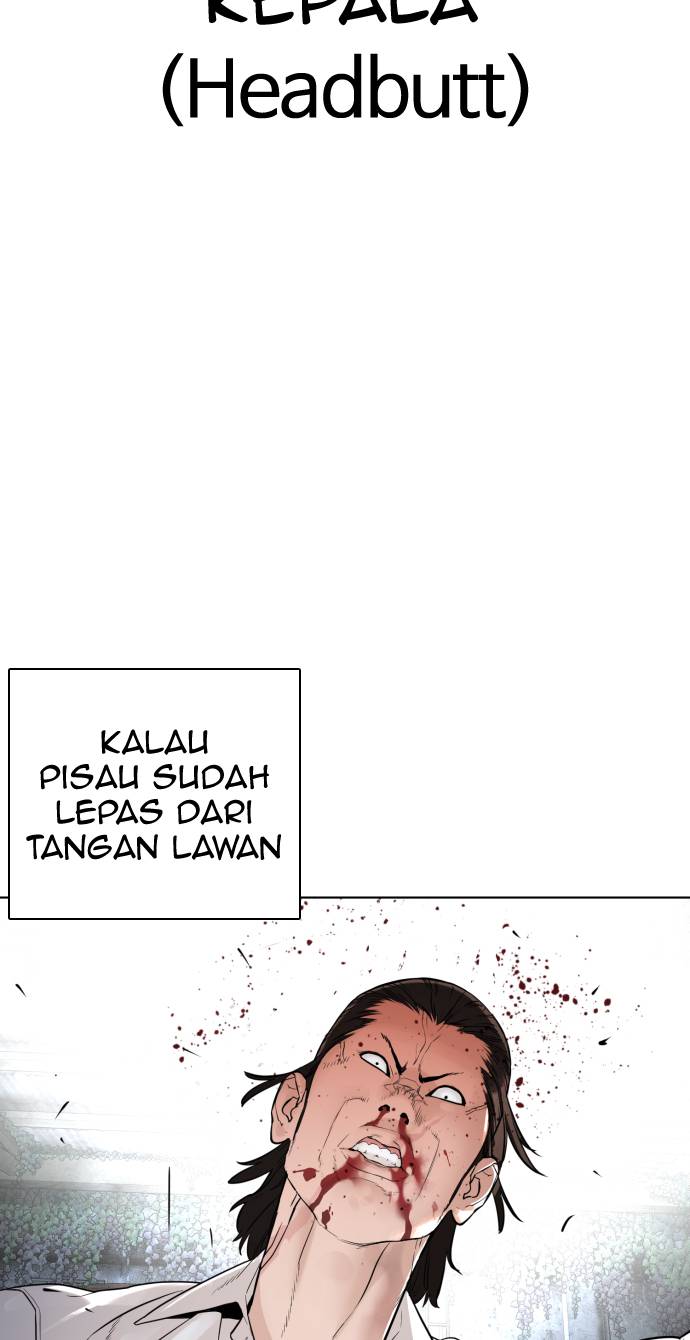 KEPALA
(Headbutt)
KALAU
PISAU SUDAH
LEPAS DARI
TANGAN LAWAN